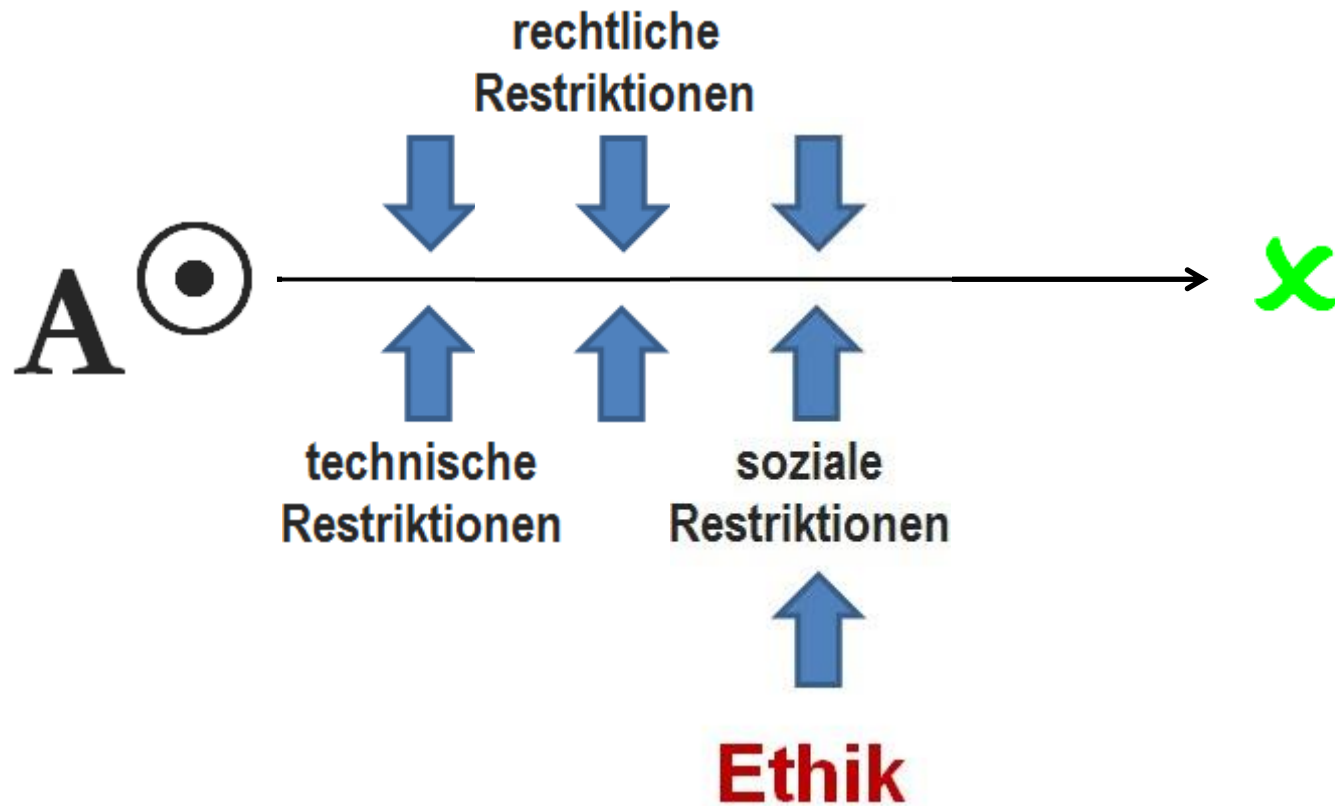 rechtliche
Restriktionen
A
technische
Restriktionen
soziale
Restriktionen
Ethik